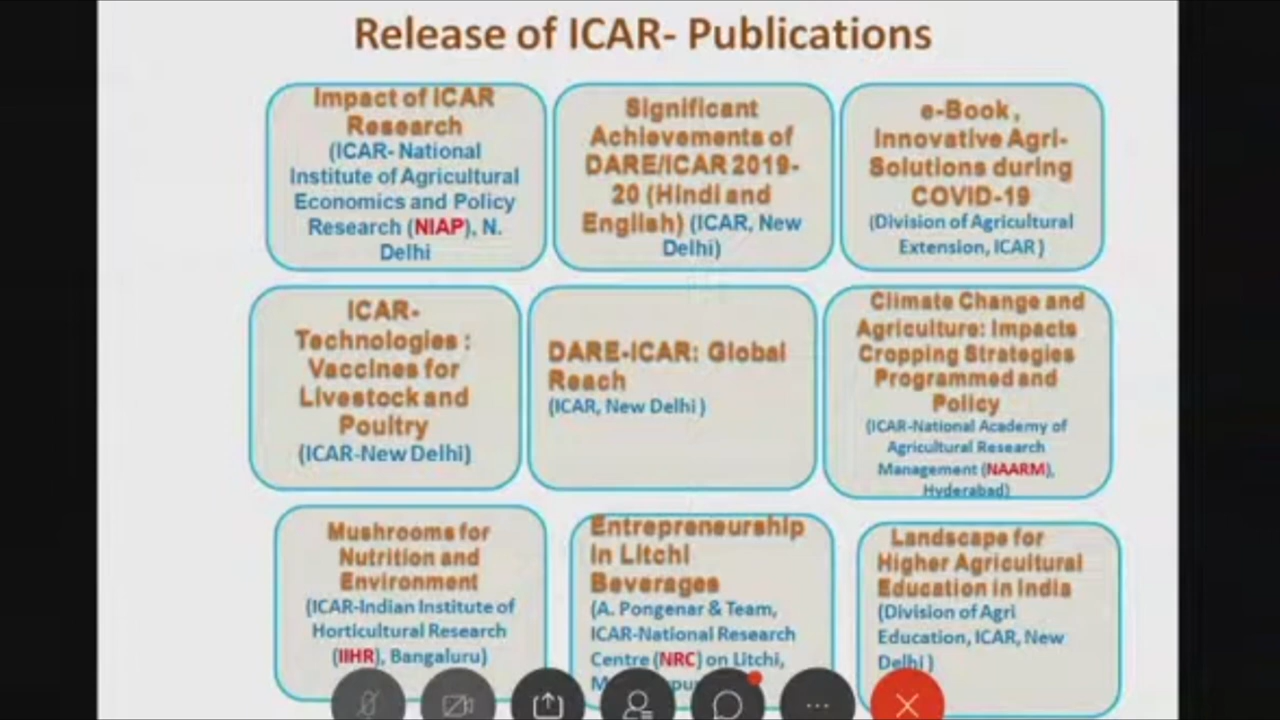 Release of ICAR- Publications
Impact of ICAR
Research
(ICAR- National
Institute of Agricultural
Economics and Policy
Research (NIAP), N.
Delhi
Significant
Achievements of
DARE/ICAR 2019-
20 (Hindi and
English) (ICAR, New
Delhi)
e-Book,
Innovative Agri-
Solutions during
COVID-19
(Division of Agricultural
Extension, ICAR)
ICAR-
Technologies :
Vaccines for
Livestock and
Poultry
(ICAR-New Delhi)
DARE-ICAR: Global
Reach
(ICAR, New Delhi )
Climate Change and
Agriculture: Impacts
Cropping Strategies
Programmed and
Policy
(ICAR-National Academy of
Agricultural Research
Management (NAARM),
Hyderabad)
Mushrooms for
Nutrition and
Environment
(ICAR-Indian Institute of
Horticultural Research
(IIHR), Bangaluru)
Entrepreneurship
in Litchi
Beverages
(A. Pongenar & Team,
ICAR-National Research
Centre (NRC) on Litchi,
Landscape for
Higher Agricultural
Education in India
(Division of Agri
Education, ICAR, New
Delhi )